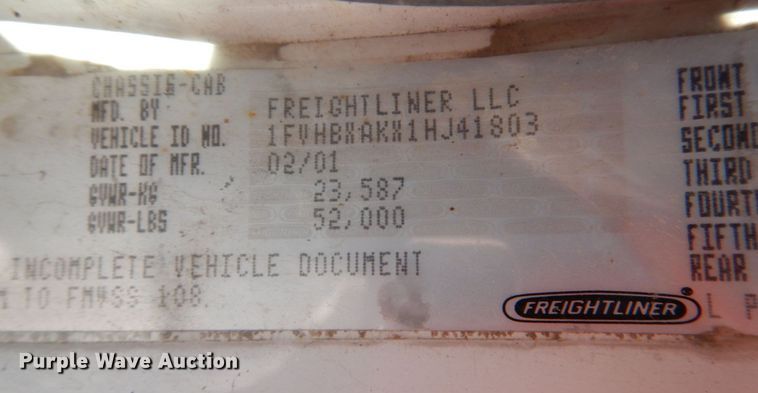 CHASSIS-CAB
MFD. BY FREIGHTLINER LLC
VEHICLE ID NO. 1FVHBXAKX1HJ41803
DATE OF MFR. 02/01
GVWR-KG 23,587
GVWR-LBS 52,000
INCOMPLETE VEHICLE DOCUMENT
TO FMVSS 108.
FRONT
FIRST
SECOND
THIRD
FOURTH
FIFTH
REAR
FREIGHTLINER
Purple Wave Auction